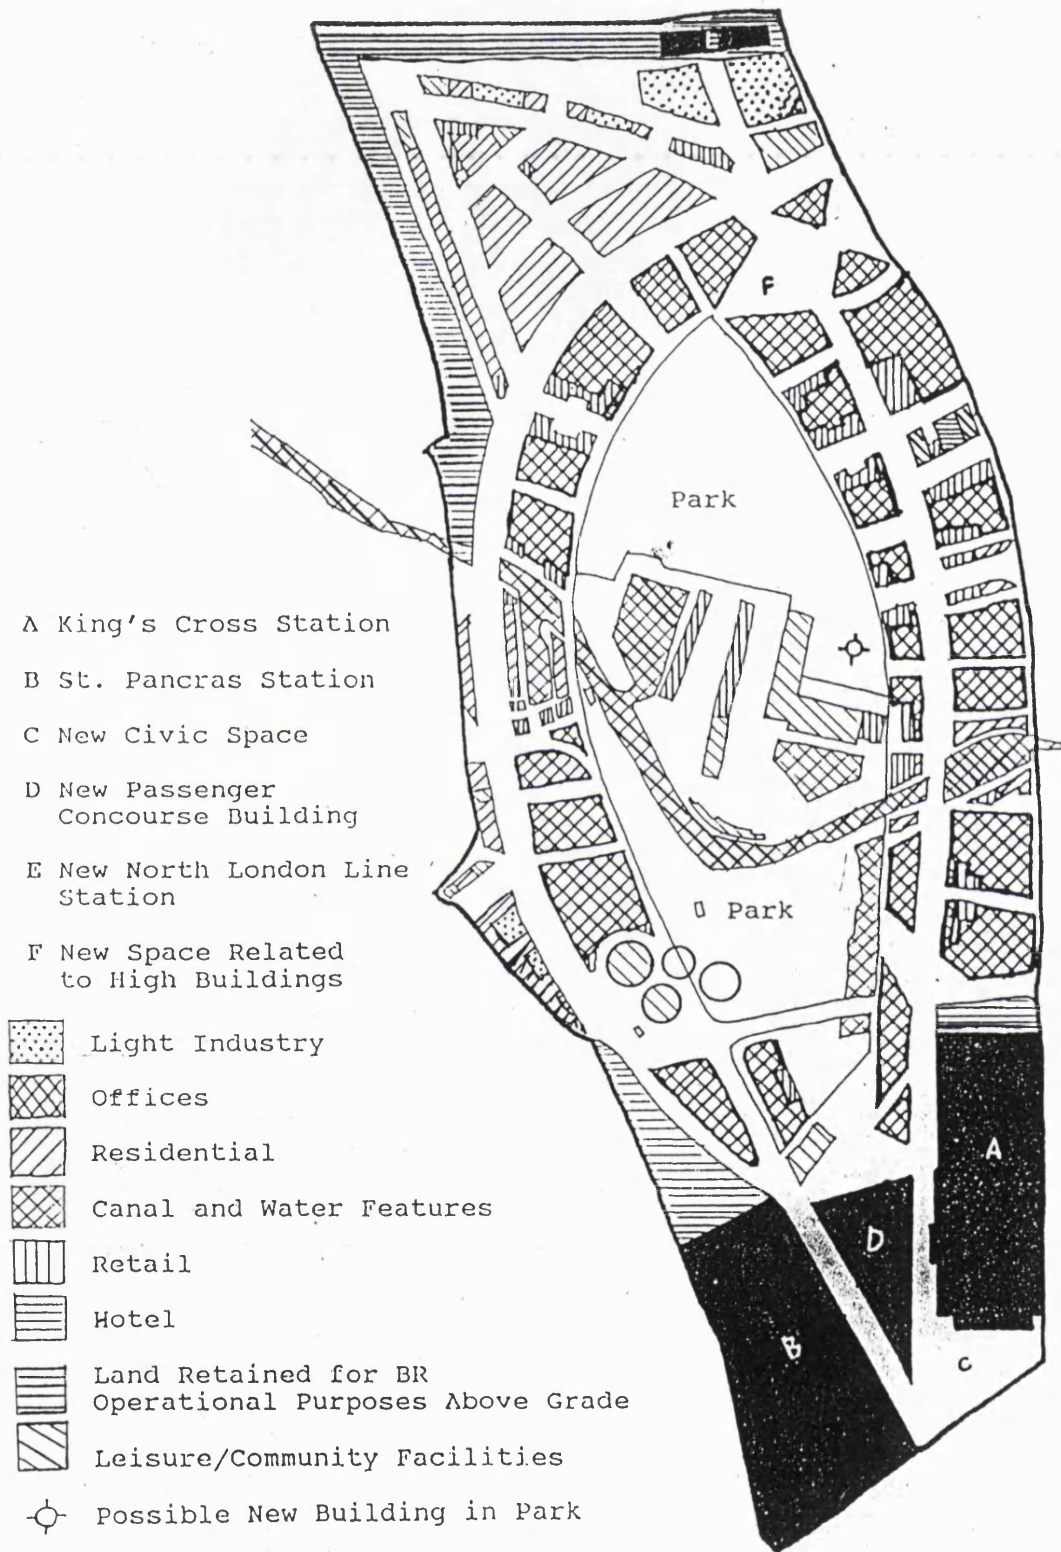 E
F
Park
A King's Cross Station
B St. Pancras Station
C New Civic Space
D New Passenger
Concourse Building
E New North London Line
Station
F New Space Related
to High Buildings
Park
Light Industry
Offices
Residential
Canal and Water Features
Retail
Hotel
Land Retained for BR
Operational Purposes Above Grade
Leisure/Community Facilities
Possible New Building in Park
A
D
B
C